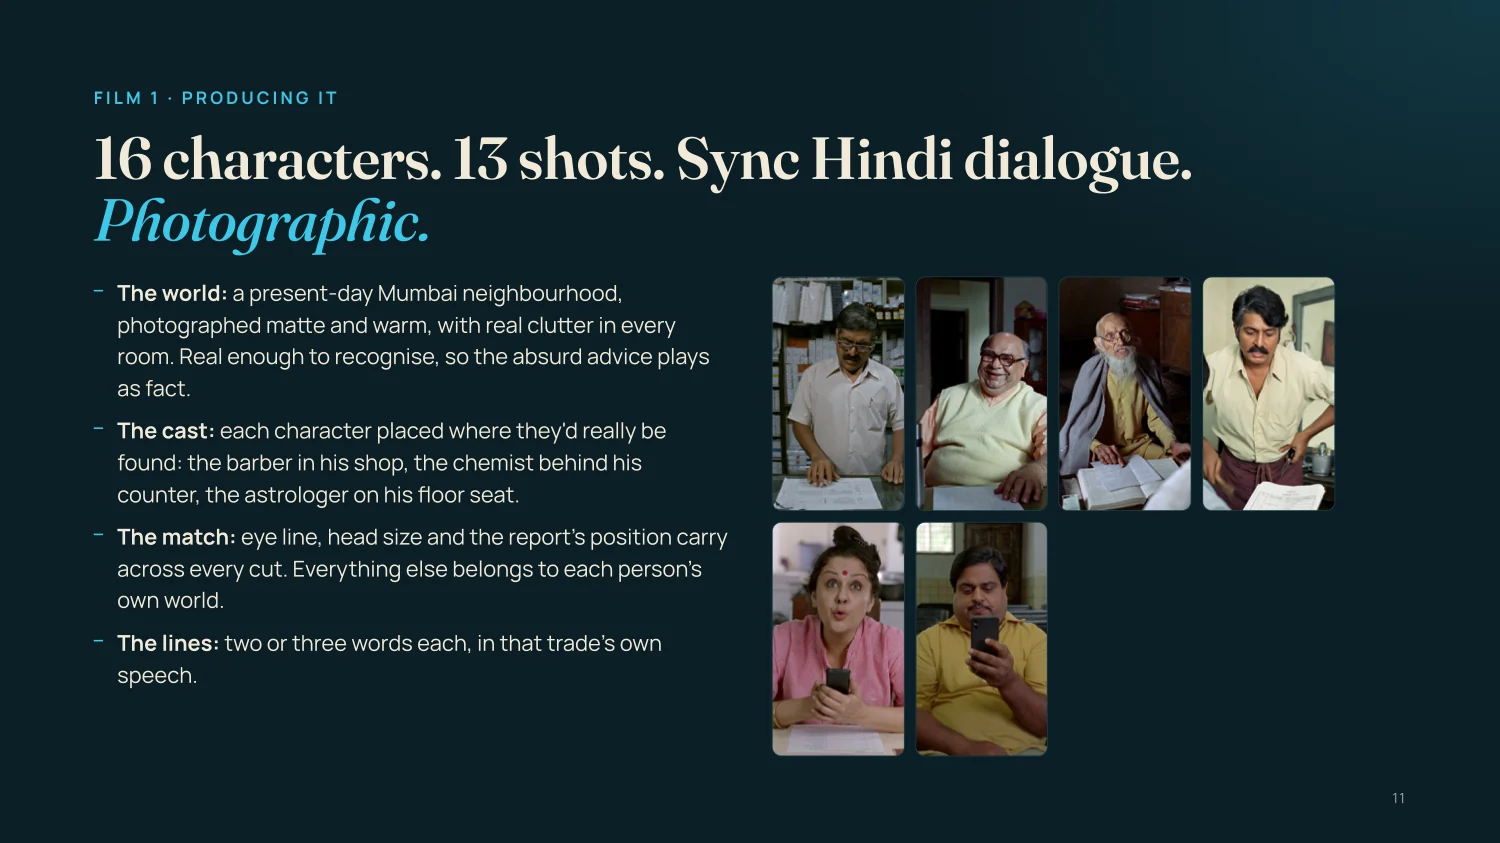 FILM 1 · PRODUCING IT
16 characters. 13 shots. Sync Hindi dialogue.
Photographic.
– The world: a present-day Mumbai neighbourhood,
photographed matte and warm, with real clutter in every
room. Real enough to recognise, so the absurd advice plays
as fact.
– The cast: each character placed where they'd really be
found: the barber in his shop, the chemist behind his
counter, the astrologer on his floor seat.
– The match: eye line, head size and the report’s position carry
across every cut. Everything else belongs to each person’s
own world.
– The lines: two or three words each, in that trade’s own
speech.
11